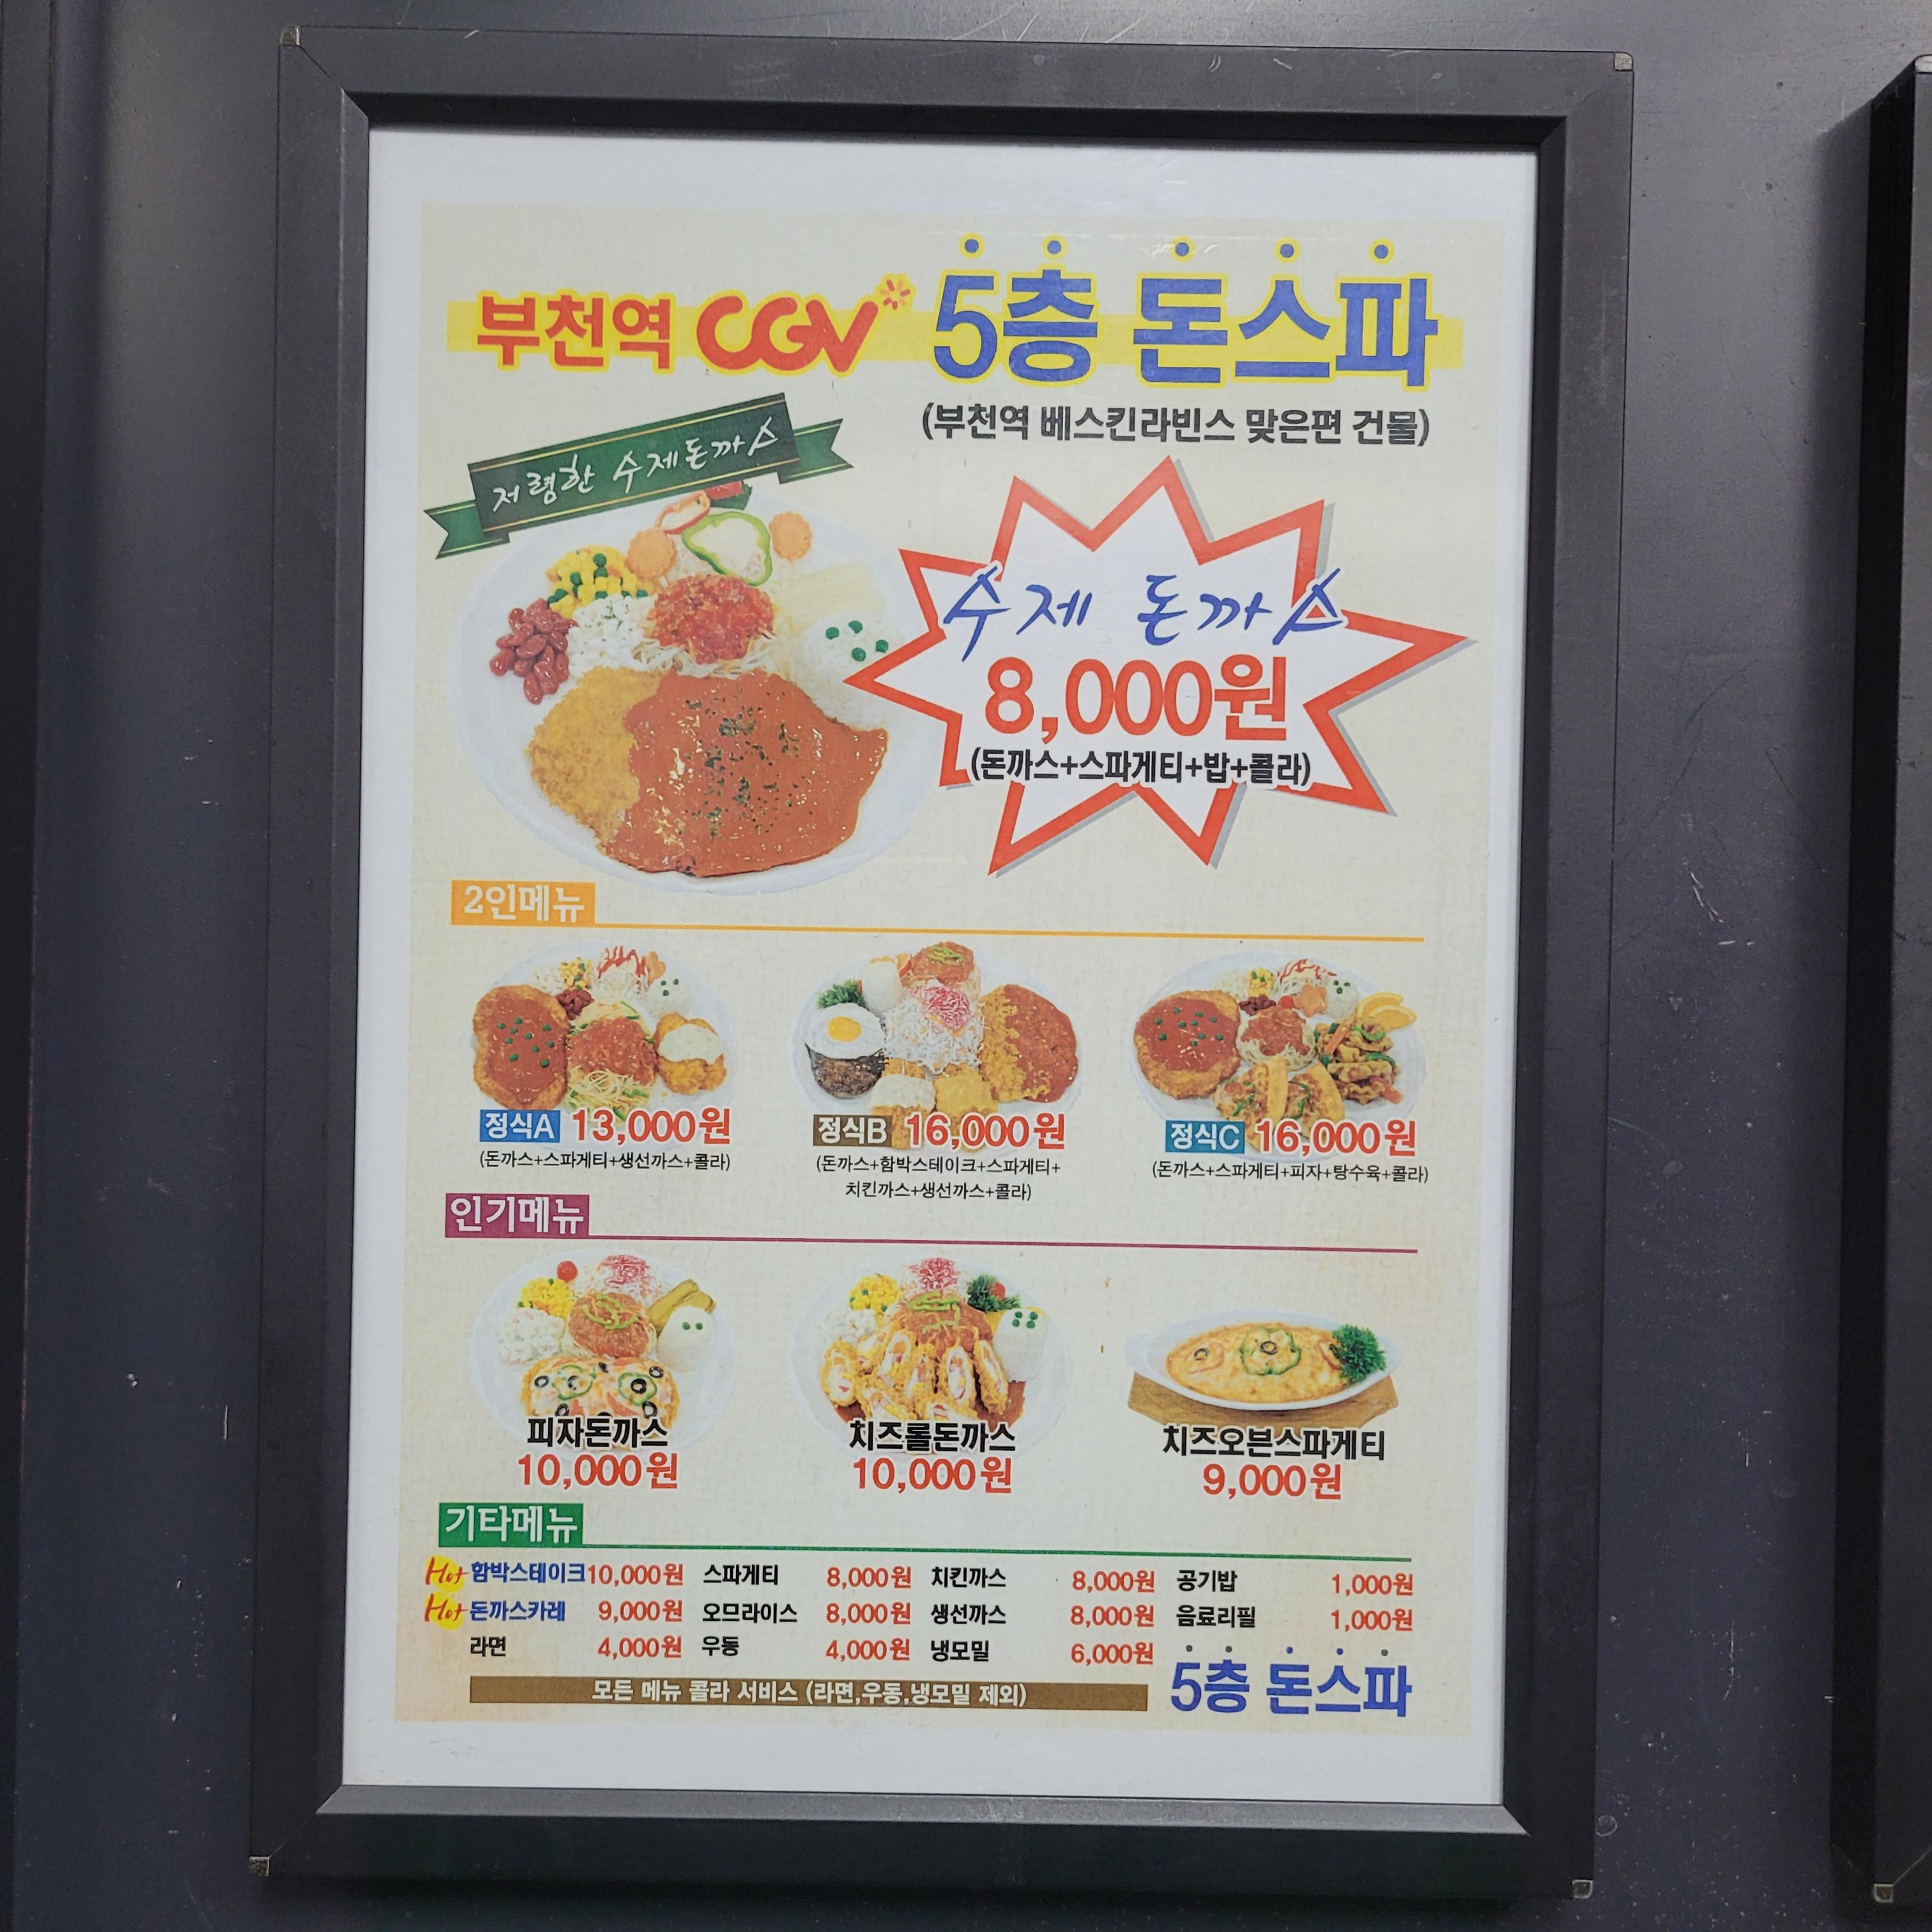 부천역 CGV 5층 돈스파
(부천역 베스킨라빈스 맞은편 건물)
저렴한 수제돈까스
수제 돈까스
8,000원
(돈까스+스파게티+밥+콜라)
2인메뉴
정식A 13,000원
(돈까스+스파게티+생선까스+콜라)
정식B 16,000원
(돈까스+함박스테이크+스파게티+
치킨까스+생선까스+콜라)
정식C 16,000원
(돈까스+스파게티+피자+탕수육+콜라)
인기메뉴
피자돈까스
10,000원
치즈롤돈까스
10,000원
치즈오븐스파게티
9,000원
기타메뉴
Hot 함박스테이크 10,000원 스파게티 8,000원 치킨까스 8,000원 공기밥 1,000원
Hot 돈까스카레 9,000원 오므라이스 8,000원 생선까스 8,000원 음료리필 1,000원
라면 4,000원 우동 4,000원 냉모밀 6,000원
모든 메뉴 콜라 서비스 (라면,우동,냉모밀 제외)
5층 돈스파